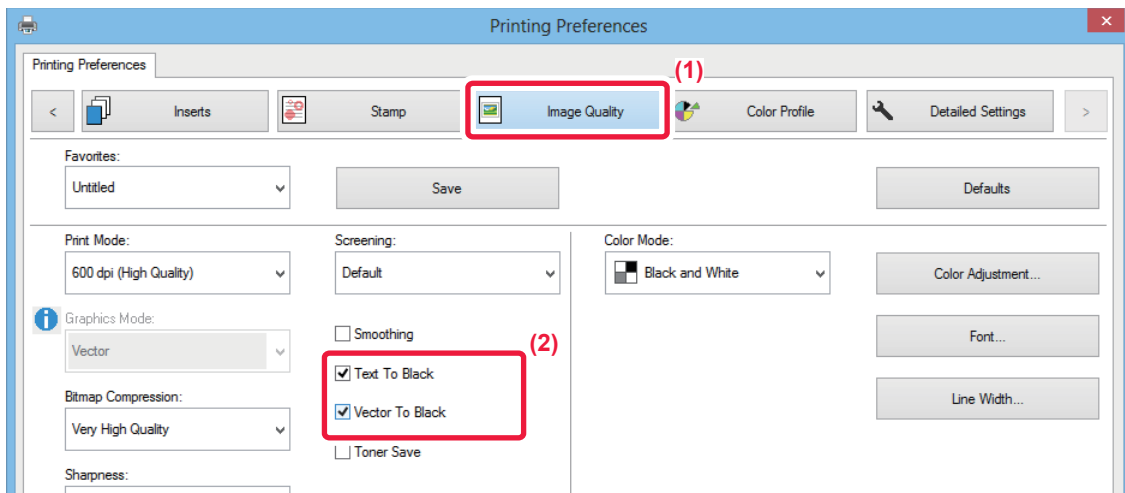 Printing Preferences
Printing Preferences
(1)
< Inserts Stamp Image Quality Color Profile Detailed Settings >
Favorites:
Untitled Save Defaults
Print Mode: Screening: Color Mode:
600 dpi (High Quality) Default Black and White Color Adjustment...
Graphics Mode:
Smoothing Font...
(2)
Vector
Text To Black
Bitmap Compression: Line Width...
Vector To Black
Very High Quality
Toner Save
Sharpness: